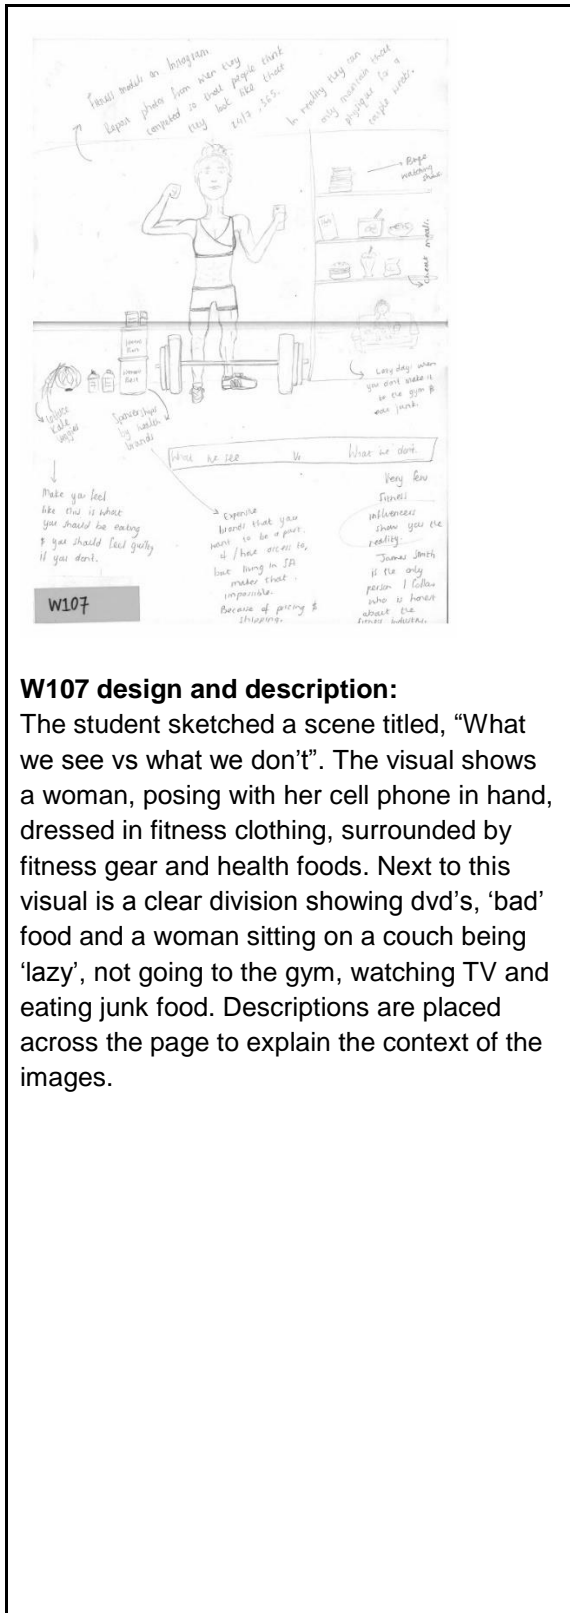 Fitness models on Instagram
Repost photos from when they
competed so that people think
they look like that
24/7, 365.
In reality they can
only maintain that
physique for a
couple weeks.
Binge
watching
shows
cheat meals.
Lazy days when
you don't make it
to the gym &
eat junk.
Kale
veggies
Sponsorships
by health
brands
What we see Vs What we don't.
Make you feel
like this is what
you should be eating
& you should feel guilty
if you don't.
Expensive
brands that you
want to be a part
& /have access to,
but living in SA
makes that
impossible.
Because of pricing &
shipping.
Very few
fitness
influencers
show you the
reality.
James Smith
is the only
person I follow
who is honest
about the
fitness industry.
W107
W107 design and description:
The student sketched a scene titled, “What
we see vs what we don’t”. The visual shows
a woman, posing with her cell phone in hand,
dressed in fitness clothing, surrounded by
fitness gear and health foods. Next to this
visual is a clear division showing dvd’s, ‘bad’
food and a woman sitting on a couch being
‘lazy’, not going to the gym, watching TV and
eating junk food. Descriptions are placed
across the page to explain the context of the
images.